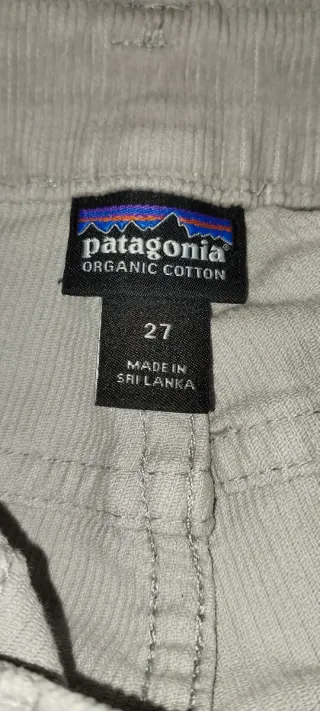 patagonia®
ORGANIC COTTON
27
MADE IN
SRI LANKA